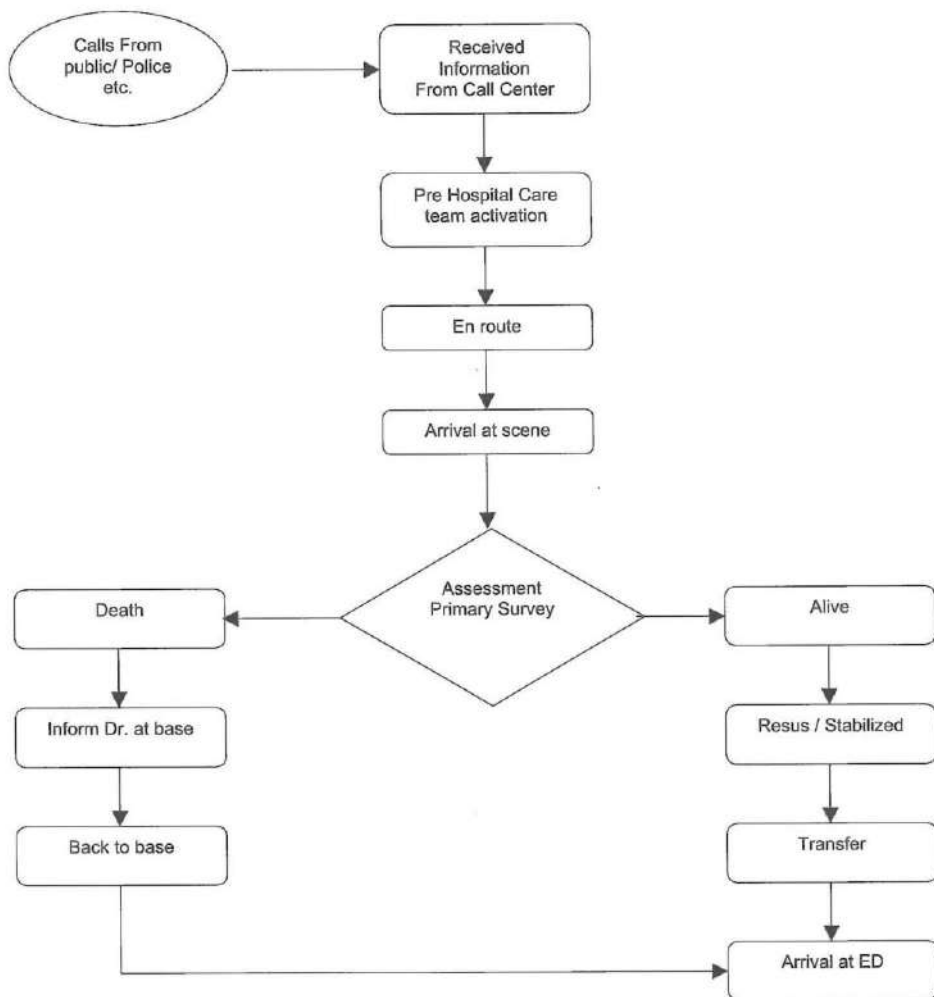 Calls From
public/ Police
etc.
Received
Information
From Call Center
Pre Hospital Care
team activation
En route
Arrival at scene
Assessment
Primary Survey
Death
Alive
Inform Dr. at base
Resus / Stabilized
Back to base
Transfer
Arrival at ED